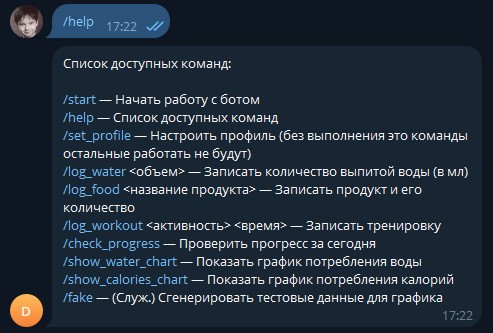 /help
17:22
Список доступных команд:
/start — Начать работу с ботом
/help — Список доступных команд
/set_profile — Настроить профиль (без выполнения это команды
остальные работать не будут)
/log_water <объем> — Записать количество выпитой воды (в мл)
/log_food <название продукта> — Записать продукт и его
количество
/log_workout <активность> <время> — Записать тренировку
/check_progress — Проверить прогресс за сегодня
/show_water_chart — Показать график потребления воды
/show_calories_chart — Показать график потребления калорий
/fake — (Служ.) Сгенерировать тестовые данные для графика
17:22
D